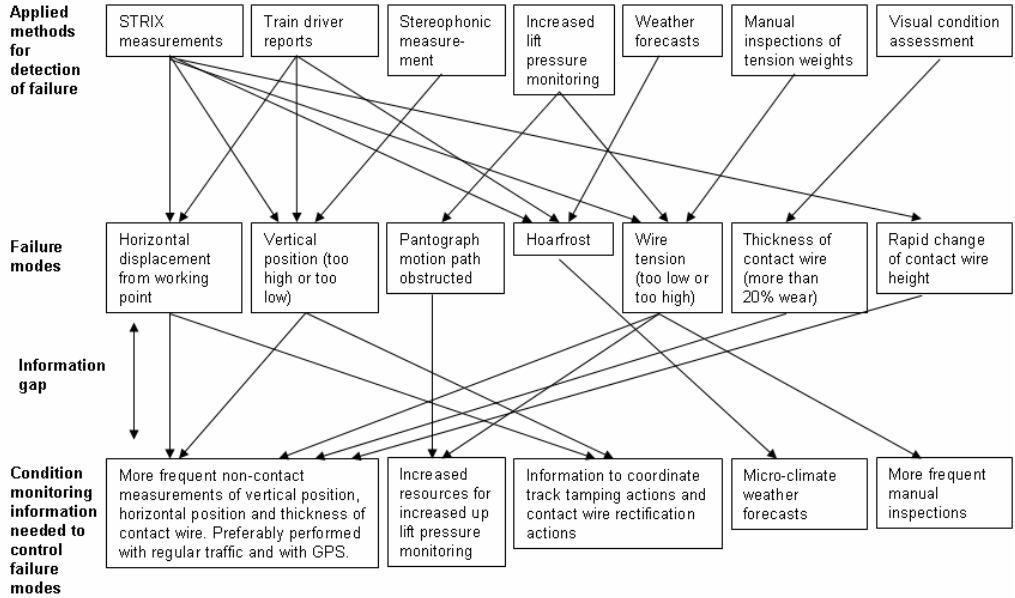 Applied
methods
for
detection
of failure
STRIX
measurements
Train driver
reports
Stereophonic
measure-
ment
Increased
lift
pressure
monitoring
Weather
forecasts
Manual
inspections of
tension weights
Visual condition
assessment
Failure
modes
Horizontal
displacement
from working
point
Vertical
position (too
high or too
low)
Pantograph
motion path
obstructed
Hoarfrost
Wire
tension
(too low or
too high)
Thickness of
contact wire
(more than
20% wear)
Rapid change
of contact wire
height
Information
gap
Condition
monitoring
information
needed to
control
failure
modes
More frequent non-contact
measurements of vertical position,
horizontal position and thickness of
contact wire. Preferably performed
with regular traffic and with GPS.
Increased
resources for
increased up
lift pressure
monitoring
Information to coordinate
track tamping actions and
contact wire rectification
actions
Micro-climate
weather
forecasts
More frequent
manual
inspections